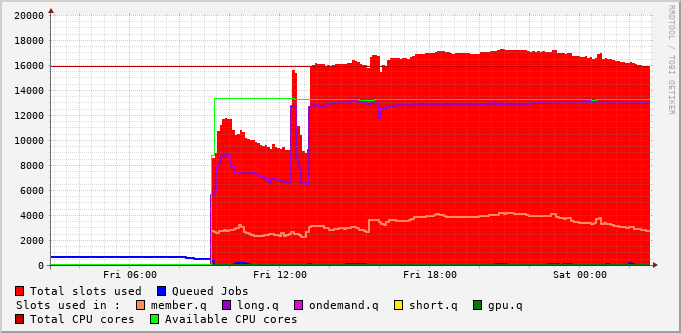 20000
18000
16000
14000
12000
10000
8000
6000
4000
2000
0
Fri 06:00 Fri 12:00 Fri 18:00 Sat 00:00
RRDTOOL / TOBI OETIKER
Total slots used Queued Jobs
Slots used in : member.q long.q ondemand.q short.q gpu.q
Total CPU cores Available CPU cores